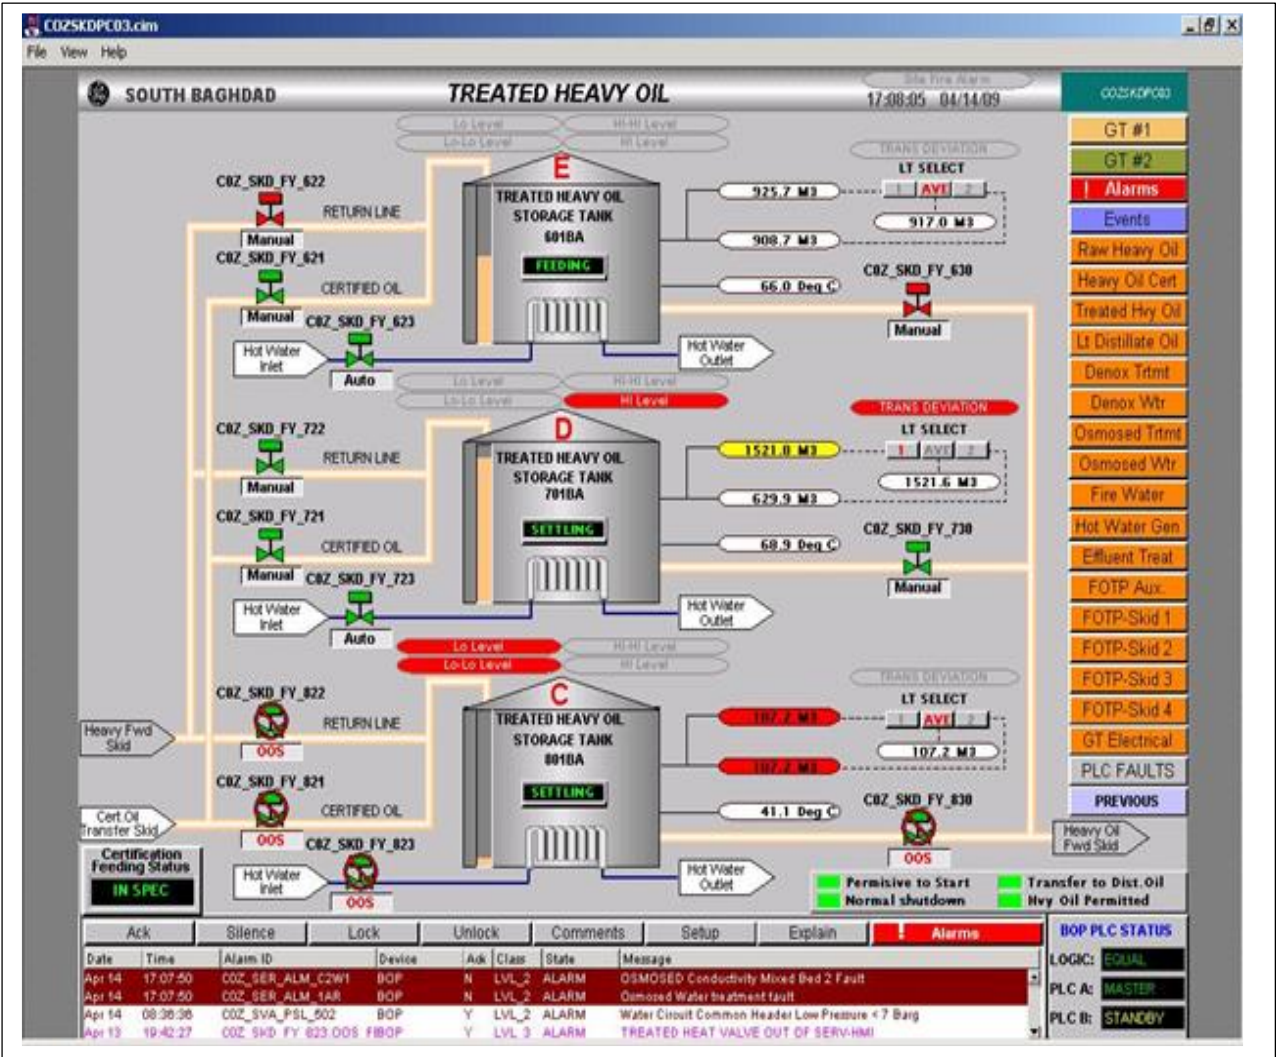 C0ZSKDPC03.cim
File View Help
SOUTH BAGHDAD
TREATED HEAVY OIL
Site Fire Alarm
17:08:05 04/14/09
C0ZSKDPC03
GT #1
GT #2
! Alarms
Events
Raw Heavy Oil
Heavy Oil Cert
Treated Hvy Oil
Lt Distillate Oil
Denox Trtmt
Denox Wtr
Osmosed Trtmt
Osmosed Wtr
Fire Water
Hot Water Gen
Effluent Treat
FOTP Aux.
FOTP-Skid 1
FOTP-Skid 2
FOTP-Skid 3
FOTP-Skid 4
GT Electrical
PLC FAULTS
PREVIOUS
Lo Level Hi-Hi Level
Lo-Lo Level Hi Level
E
TREATED HEAVY OIL
STORAGE TANK
601BA
FEEDING
C0Z_SKD_FY_622
RETURN LINE
Manual
C0Z_SKD_FY_621
CERTIFIED OIL
Manual
C0Z_SKD_FY_623
Hot Water
Inlet
Auto
Hot Water
Outlet
925.7 M3
908.7 M3
66.0 Deg C
TRANS DEVIATION
LT SELECT
1 AVE 2
917.0 M3
C0Z_SKD_FY_630
Manual
Lo Level Hi-Hi Level
Lo-Lo Level Hi Level
D
TREATED HEAVY OIL
STORAGE TANK
701BA
SETTLING
C0Z_SKD_FY_722
RETURN LINE
Manual
C0Z_SKD_FY_721
CERTIFIED OIL
Manual
C0Z_SKD_FY_723
Hot Water
Inlet
Auto
Hot Water
Outlet
1521.0 M3
629.9 M3
68.9 Deg C
TRANS DEVIATION
LT SELECT
1 AVE 2
1521.6 M3
C0Z_SKD_FY_730
Manual
Lo Level Hi-Hi Level
Lo-Lo Level Hi Level
C
TREATED HEAVY OIL
STORAGE TANK
801BA
SETTLING
C0Z_SKD_FY_822
RETURN LINE
OOS
Heavy Fwd
Skid
C0Z_SKD_FY_821
CERTIFIED OIL
OOS
Cert.Oil
Transfer Skid
C0Z_SKD_FY_823
Hot Water
Inlet
OOS
Hot Water
Outlet
107.2 M3
107.2 M3
41.1 Deg C
TRANS DEVIATION
LT SELECT
1 AVE 2
107.2 M3
C0Z_SKD_FY_830
OOS
Heavy Oil
Fwd Skid
Certification
Feeding Status
IN SPEC
Permisive to Start Transfer to Dist.Oil
Normal shutdown Hvy Oil Permitted
Ack Silence Lock Unlock Comments Setup Explain ! Alarms
Date Time Alarm ID Device Ack Class State Message
Apr 14 17:07:50 C0Z_SER_ALM_C2W1 BOP N LVL_2 ALARM OSMOSED Conductivity Mixed Bed 2 Fault
Apr 14 17:07:50 C0Z_SER_ALM_1AR BOP N LVL_2 ALARM Osmosed Water treatment fault
Apr 14 08:36:36 C0Z_SVA_PSL_602 BOP Y LVL_2 ALARM Water Circuit Common Header Low Pressure < 7 Barg
Apr 13 19:42:27 C0Z_SKD_FY_823.OOS_F BOP Y LVL_3 ALARM TREATED HEAT VALVE OUT OF SERV-HMI
BOP PLC STATUS
LOGIC: EQUAL
PLC A: MASTER
PLC B: STANDBY